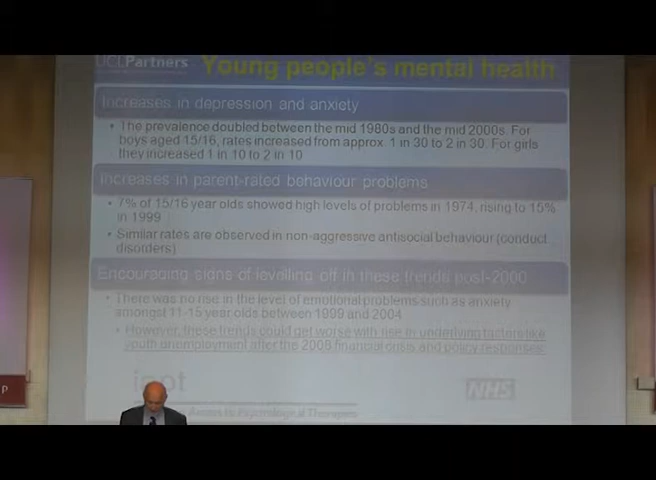 UCLPartners
Young people's mental health
Increases in depression and anxiety
• The prevalence doubled between the mid 1980s and the mid 2000s. For
boys aged 15/16, rates increased from approx. 1 in 30 to 2 in 30. For girls
they increased 1 in 10 to 2 in 10
Increases in parent-rated behaviour problems
• 7% of 15/16 year olds showed high levels of problems in 1974, rising to 15%
in 1999
• Similar rates are observed in non-aggressive antisocial behaviour (conduct
disorders)
Encouraging signs of levelling off in these trends post-2000
• There was no rise in the level of emotional problems such as anxiety
amongst 11-15 year olds between 1999 and 2004
• However, these trends could get worse with rise in underlying factors like
youth unemployment after the 2008 financial crisis and policy responses.
iapt
NHS
Access to Psychological Therapies
P